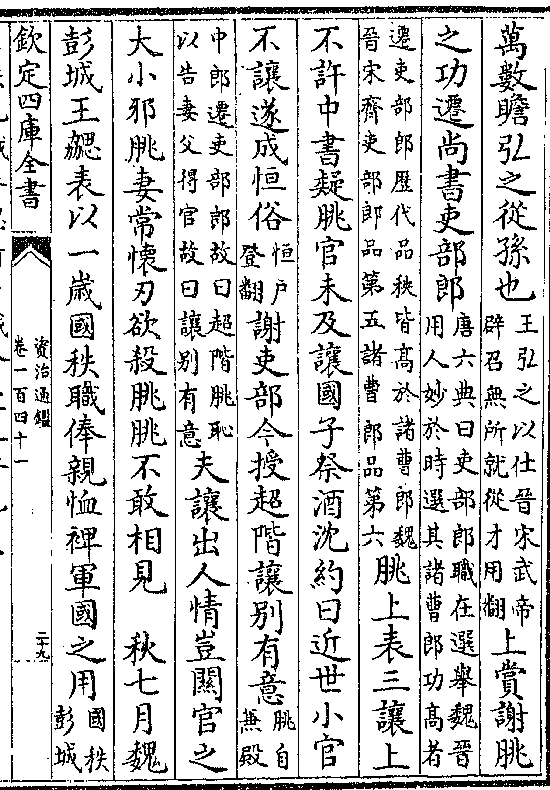 萬數瞻弘之從孫也王弘之以仕晉宋武帝辟召無所就從才用翻上賞謝朓
之功遷尚書吏部郎唐六典曰吏部郎職在選舉魏晉用人妙於時選其諸曹郎功高者
遷吏部郎歷代品秩皆高於諸曹郎魏晉宋齊吏部郎品第五諸曹郎品第六朓上表三讓上
不許中書疑朓官未及讓國子祭酒沈約曰近世小官
不讓遂成恒俗恒戶登翻謝吏部今授超階讓別有意朓自兼殿
中郎遷吏部郎故曰超階朓恥以告妻父得官故曰讓別有意夫讓出人情豈關官之
大小邪朓妻常懷刃欲殺朓朓不敢相見 秋七月魏
彭城王勰表以一歲國秩職俸親恤裨軍國之用國秩彭城
欽定四庫全書
資治通鑑
卷一百四十一
二十九